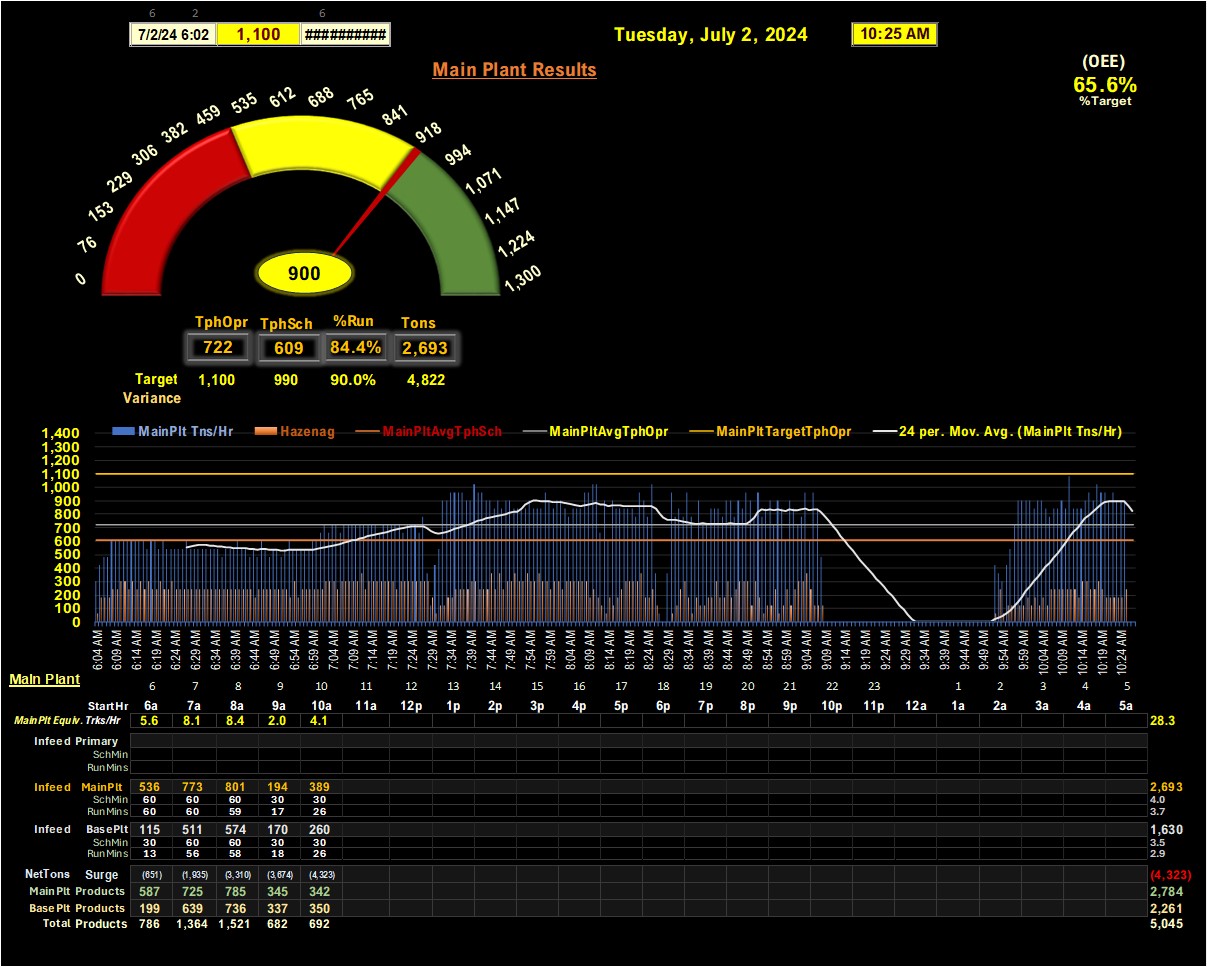 6 2 6
7/2/24 6:02 1,100 ########## Tuesday, July 2, 2024 10:25 AM
(OEE)
Main Plant Results
65.6%
%Target
0 76 153 229 306 382 459 535 612 688 765 841 918 994 1,071 1,147 1,224 1,300
900
TphOpr TphSch %Run Tons
722 609 84.4% 2,693
Target 1,100 990 90.0% 4,822
Variance
MainPlt Tns/Hr Hazenag MainPltAvgTphSch MainPltAvgTphOpr MainPltTargetTphOpr 24 per. Mov. Avg. (MainPlt Tns/Hr)
1,400
1,300
1,200
1,100
1,000
900
800
700
600
500
400
300
200
100
0
6:04 AM 6:09 AM 6:14 AM 6:19 AM 6:24 AM 6:29 AM 6:34 AM 6:39 AM 6:44 AM 6:49 AM 6:54 AM 6:59 AM 7:04 AM 7:09 AM 7:14 AM 7:19 AM 7:24 AM 7:29 AM 7:34 AM 7:39 AM 7:44 AM 7:49 AM 7:54 AM 7:59 AM 8:04 AM 8:09 AM 8:14 AM 8:19 AM 8:24 AM 8:29 AM 8:34 AM 8:39 AM 8:44 AM 8:49 AM 8:54 AM 8:59 AM 9:04 AM 9:09 AM 9:14 AM 9:19 AM 9:24 AM 9:29 AM 9:34 AM 9:39 AM 9:44 AM 9:49 AM 9:54 AM 9:59 AM 10:04 AM 10:09 AM 10:14 AM 10:19 AM 10:24 AM
Main Plant
6 7 8 9 10 11 12 13 14 15 16 17 18 19 20 21 22 23 1 2 3 4 5
StartHr 6a 7a 8a 9a 10a 11a 12p 1p 2p 3p 4p 5p 6p 7p 8p 9p 10p 11p 12a 1a 2a 3a 4a 5a
MainPlt Equiv. Trks/Hr 5.6 8.1 8.4 2.0 4.1 28.3
Infeed Primary
SchMin
RunMins
Infeed MainPlt 536 773 801 194 389 2,693
SchMin 60 60 60 30 30 4.0
RunMins 60 60 59 17 26 3.7
Infeed BasePlt 115 511 574 170 260 1,630
SchMin 30 60 60 30 30 3.5
RunMins 13 56 58 18 26 2.9
NetTons Surge (651) (1,935) (3,310) (3,674) (4,323) (4,323)
MainPlt Products 587 725 785 345 342 2,784
BasePlt Products 199 639 736 337 350 2,261
Total Products 786 1,364 1,521 682 692 5,045